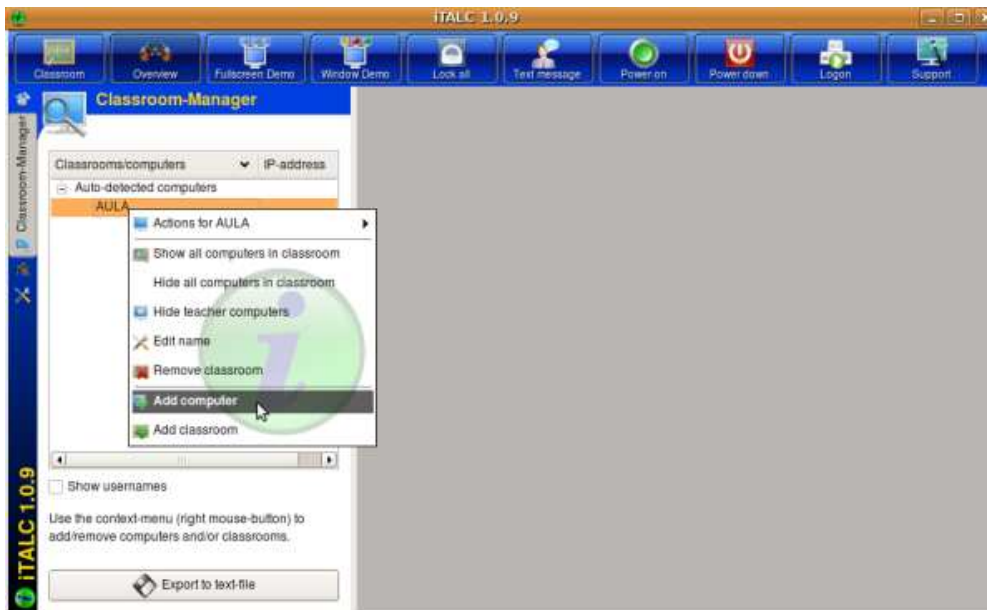 iTALC 1.0.9
Classroom Overview Fullscreen Demo Window Demo Lock all Text message Power on Power down Logon Support
Classroom-Manager
Classroom-Manager
Classrooms/computers IP-address
Auto-detected computers
AULA
Actions for AULA
Show all computers in classroom
Hide all computers in classroom
Hide teacher computers
Edit name
Remove classroom
Add computer
Add classroom
Show usernames
Use the context-menu (right mouse-button) to
add/remove computers and/or classrooms.
Export to text-file
iTALC 1.0.9